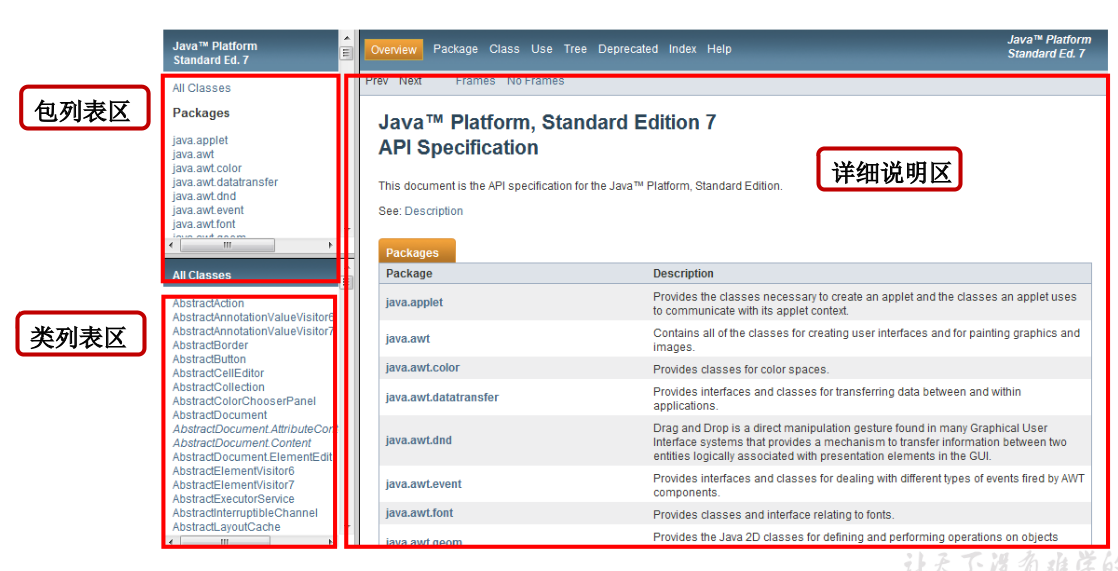 Java™ Platform
Standard Ed. 7
All Classes
Packages
java.applet
java.awt
java.awt.color
java.awt.datatransfer
java.awt.dnd
java.awt.event
java.awt.font
java.awt.geom
All Classes
AbstractAction
AbstractAnnotationValueVisitor6
AbstractAnnotationValueVisitor7
AbstractBorder
AbstractButton
AbstractCellEditor
AbstractCollection
AbstractColorChooserPanel
AbstractDocument
AbstractDocument.AttributeCont
AbstractDocument.Content
AbstractDocument.ElementEdit
AbstractElementVisitor6
AbstractElementVisitor7
AbstractExecutorService
AbstractInterruptibleChannel
AbstractLayoutCache
包列表区
类列表区
Overview Package Class Use Tree Deprecated Index Help
Java™ Platform
Standard Ed. 7
Prev Next Frames No Frames
Java™ Platform, Standard Edition 7
API Specification
详细说明区
This document is the API specification for the Java™ Platform, Standard Edition.
See: Description
Packages
Package Description
java.applet Provides the classes necessary to create an applet and the classes an applet uses
to communicate with its applet context.
java.awt Contains all of the classes for creating user interfaces and for painting graphics and
images.
java.awt.color Provides classes for color spaces.
java.awt.datatransfer Provides interfaces and classes for transferring data between and within
applications.
java.awt.dnd Drag and Drop is a direct manipulation gesture found in many Graphical User
Interface systems that provides a mechanism to transfer information between two
entities logically associated with presentation elements in the GUI.
java.awt.event Provides interfaces and classes for dealing with different types of events fired by AWT
components.
java.awt.font Provides classes and interface relating to fonts.
java.awt.geom Provides the Java 2D classes for defining and performing operations on objects
让天下没有难学的